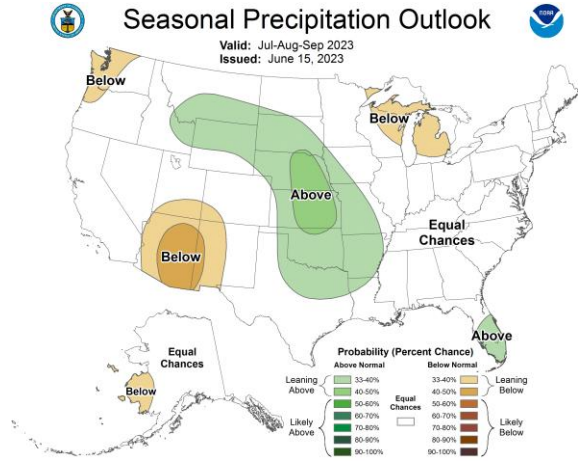 NOAA
Seasonal Precipitation Outlook
Valid: Jul-Aug-Sep 2023
Issued: June 15, 2023
Below
Below
Above
Equal
Chances
Below
Above
Equal
Chances
Below
Probability (Percent Chance)
Above Normal
Below Normal
Leaning
Above
33-40%
40-50%
Likely
Above
50-60%
60-70%
70-80%
80-90%
90-100%
Equal
Chances
33-40%
40-50%
Leaning
Below
50-60%
60-70%
70-80%
80-90%
90-100%
Likely
Below